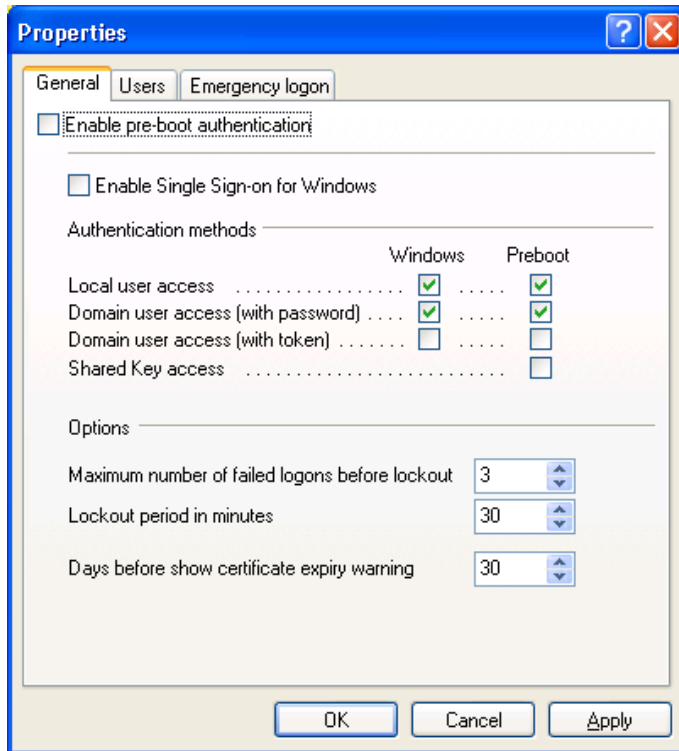 Properties
General Users Emergency logon
Enable pre-boot authentication
Enable Single Sign-on for Windows
Authentication methods
Windows Preboot
Local user access . . . . . . . . . . . . . . . . . . . . . .
Domain user access (with password) . . . . . . . . .
Domain user access (with token) . . . . . . . . . . . .
Shared Key access . . . . . . . . . . . . . . . . . . . . . . . . . .
Options
Maximum number of failed logons before lockout 3
Lockout period in minutes 30
Days before show certificate expiry warning 30
OK Cancel Apply